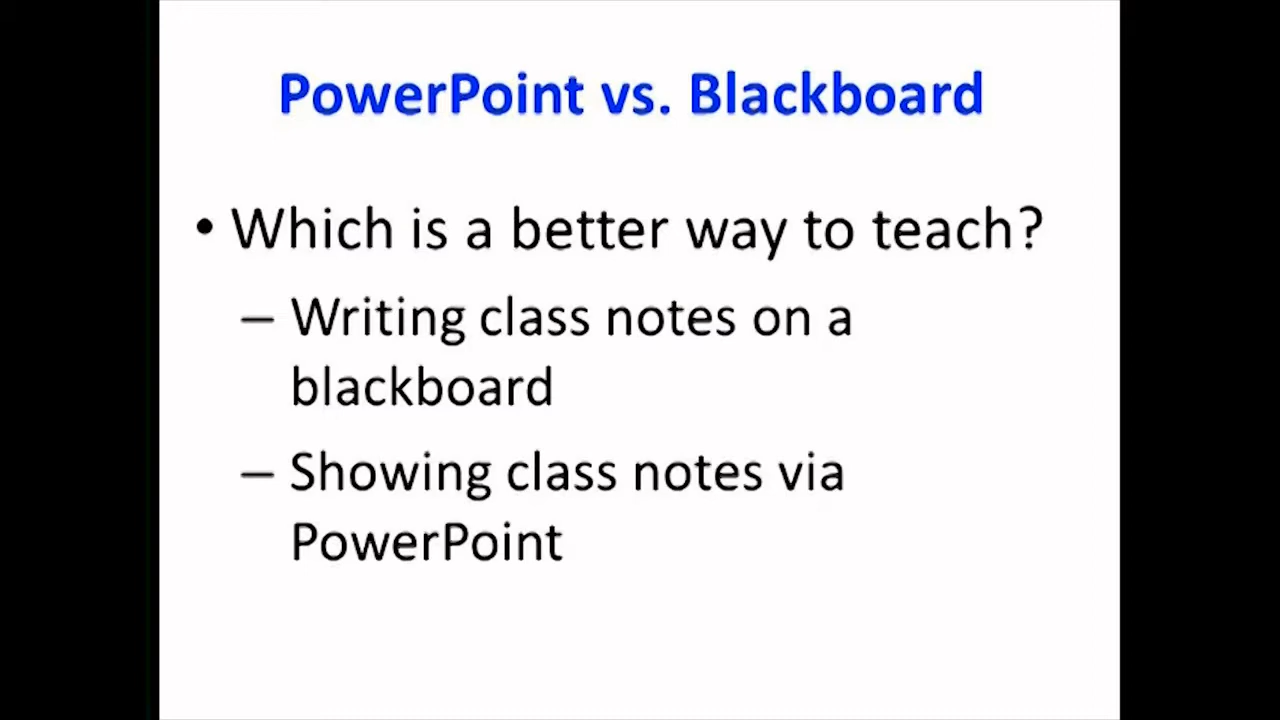 PowerPoint vs. Blackboard
• Which is a better way to teach?
– Writing class notes on a
blackboard
– Showing class notes via
PowerPoint